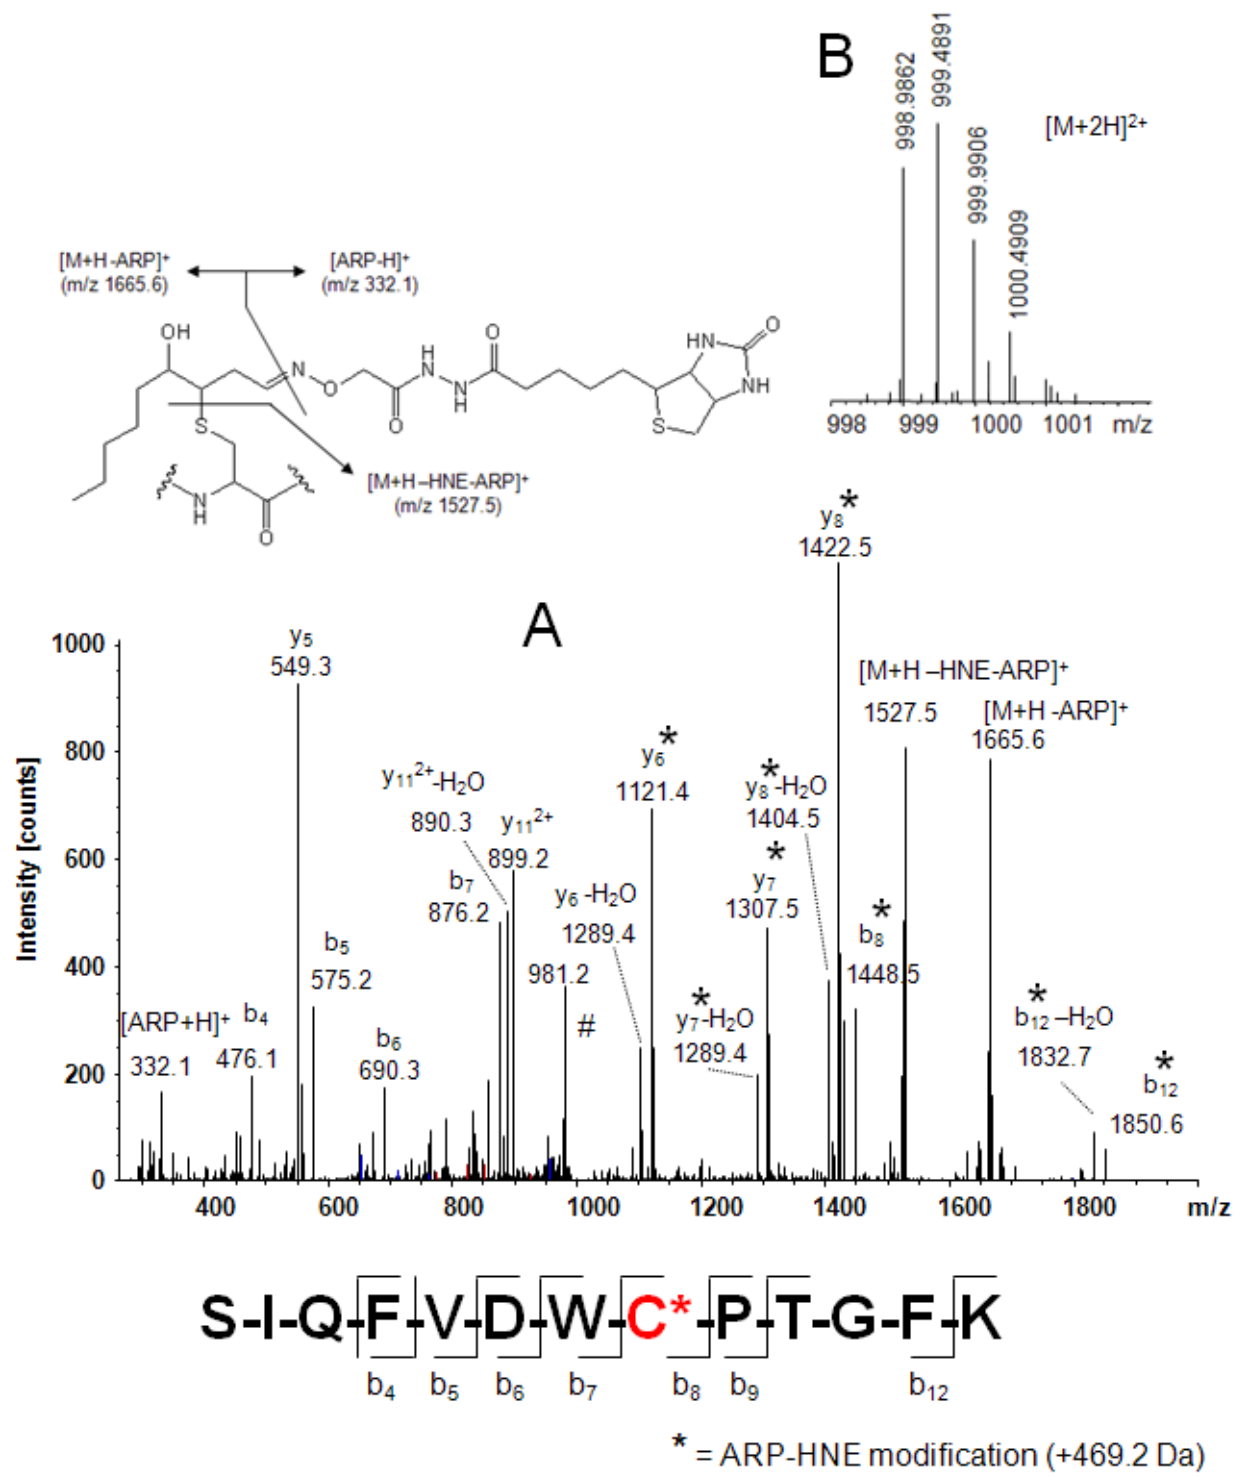 B
998.9862
999.4891
999.9906
1000.4909
[M+2H]²⁺
998 999 1000 1001 m/z
[M+H -ARP]⁺
(m/z 1665.6)
[ARP-H]⁺
(m/z 332.1)
OH
N
O
O
H
N
N
H
O
HN
O
NH
S
S
N
H
O
[M+H –HNE-ARP]⁺
(m/z 1527.5)
A
Intensity [counts]
1000
800
600
400
200
0
400 600 800 1000 1200 1400 1600 1800 m/z
[ARP+H]⁺
332.1
b₄
476.1
y₅
549.3
b₅
575.2
b₆
690.3
b₇
876.2
y₁₁²⁺-H₂O
890.3
y₁₁²⁺
899.2
981.2
#
y₆ -H₂O
1289.4
*
y₆
1121.4
*
y₇-H₂O
1289.4
*
y₇
1307.5
*
y₈-H₂O
1404.5
y₈*
1422.5
*
b₈
1448.5
[M+H –HNE-ARP]⁺
1527.5
[M+H -ARP]⁺
1665.6
*
b₁₂ –H₂O
1832.7
*
b₁₂
1850.6
S-I-Q-F-V-D-W-C*-P-T-G-F-K
b₄ b₅ b₆ b₇ b₈ b₉ b₁₂
* = ARP-HNE modification (+469.2 Da)